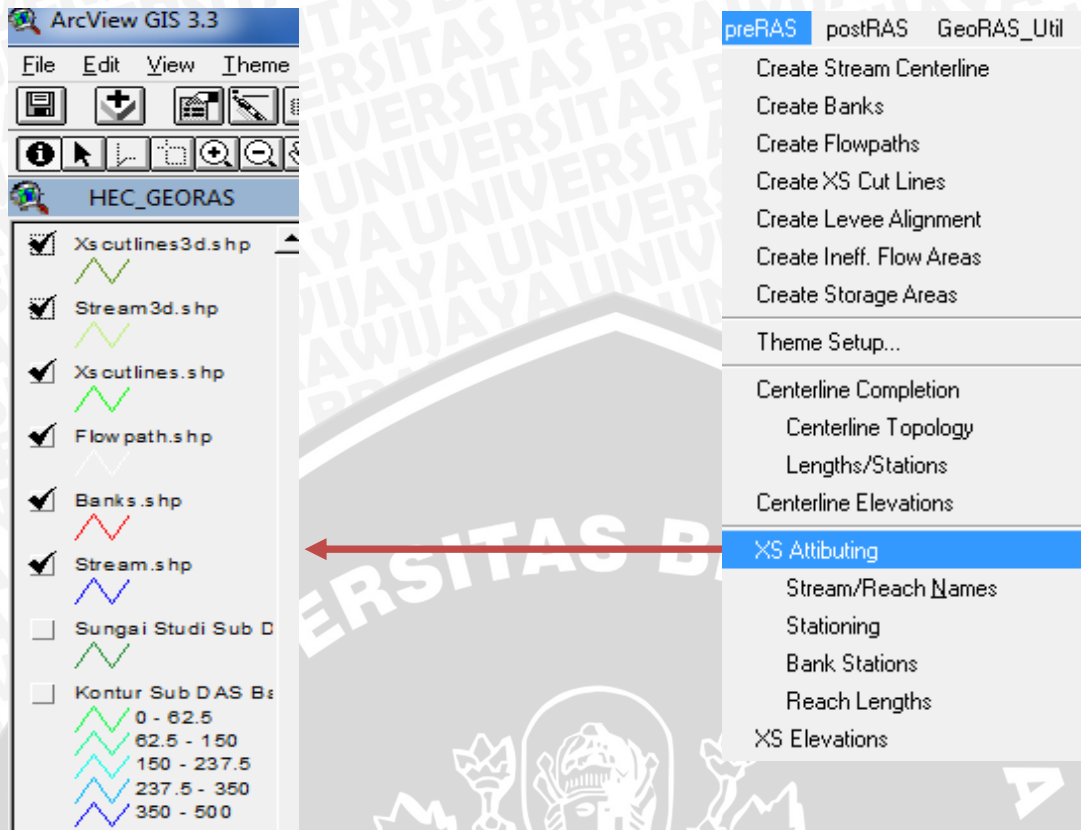 ArcView GIS 3.3
File Edit View Theme
HEC_GEORAS
Xscutlines3d.shp
Stream3d.shp
Xscutlines.shp
Flowpath.shp
Banks.shp
Stream.shp
Sungai Studi Sub D
Kontur Sub DAS Ba
0 - 62.5
62.5 - 150
150 - 237.5
237.5 - 350
350 - 500
preRAS postRAS GeoRAS_Util
Create Stream Centerline
Create Banks
Create Flowpaths
Create XS Cut Lines
Create Levee Alignment
Create Ineff. Flow Areas
Create Storage Areas
Theme Setup...
Centerline Completion
Centerline Topology
Lengths/Stations
Centerline Elevations
XS Attibuting
Stream/Reach Names
Stationing
Bank Stations
Reach Lengths
XS Elevations
ERSITAS B